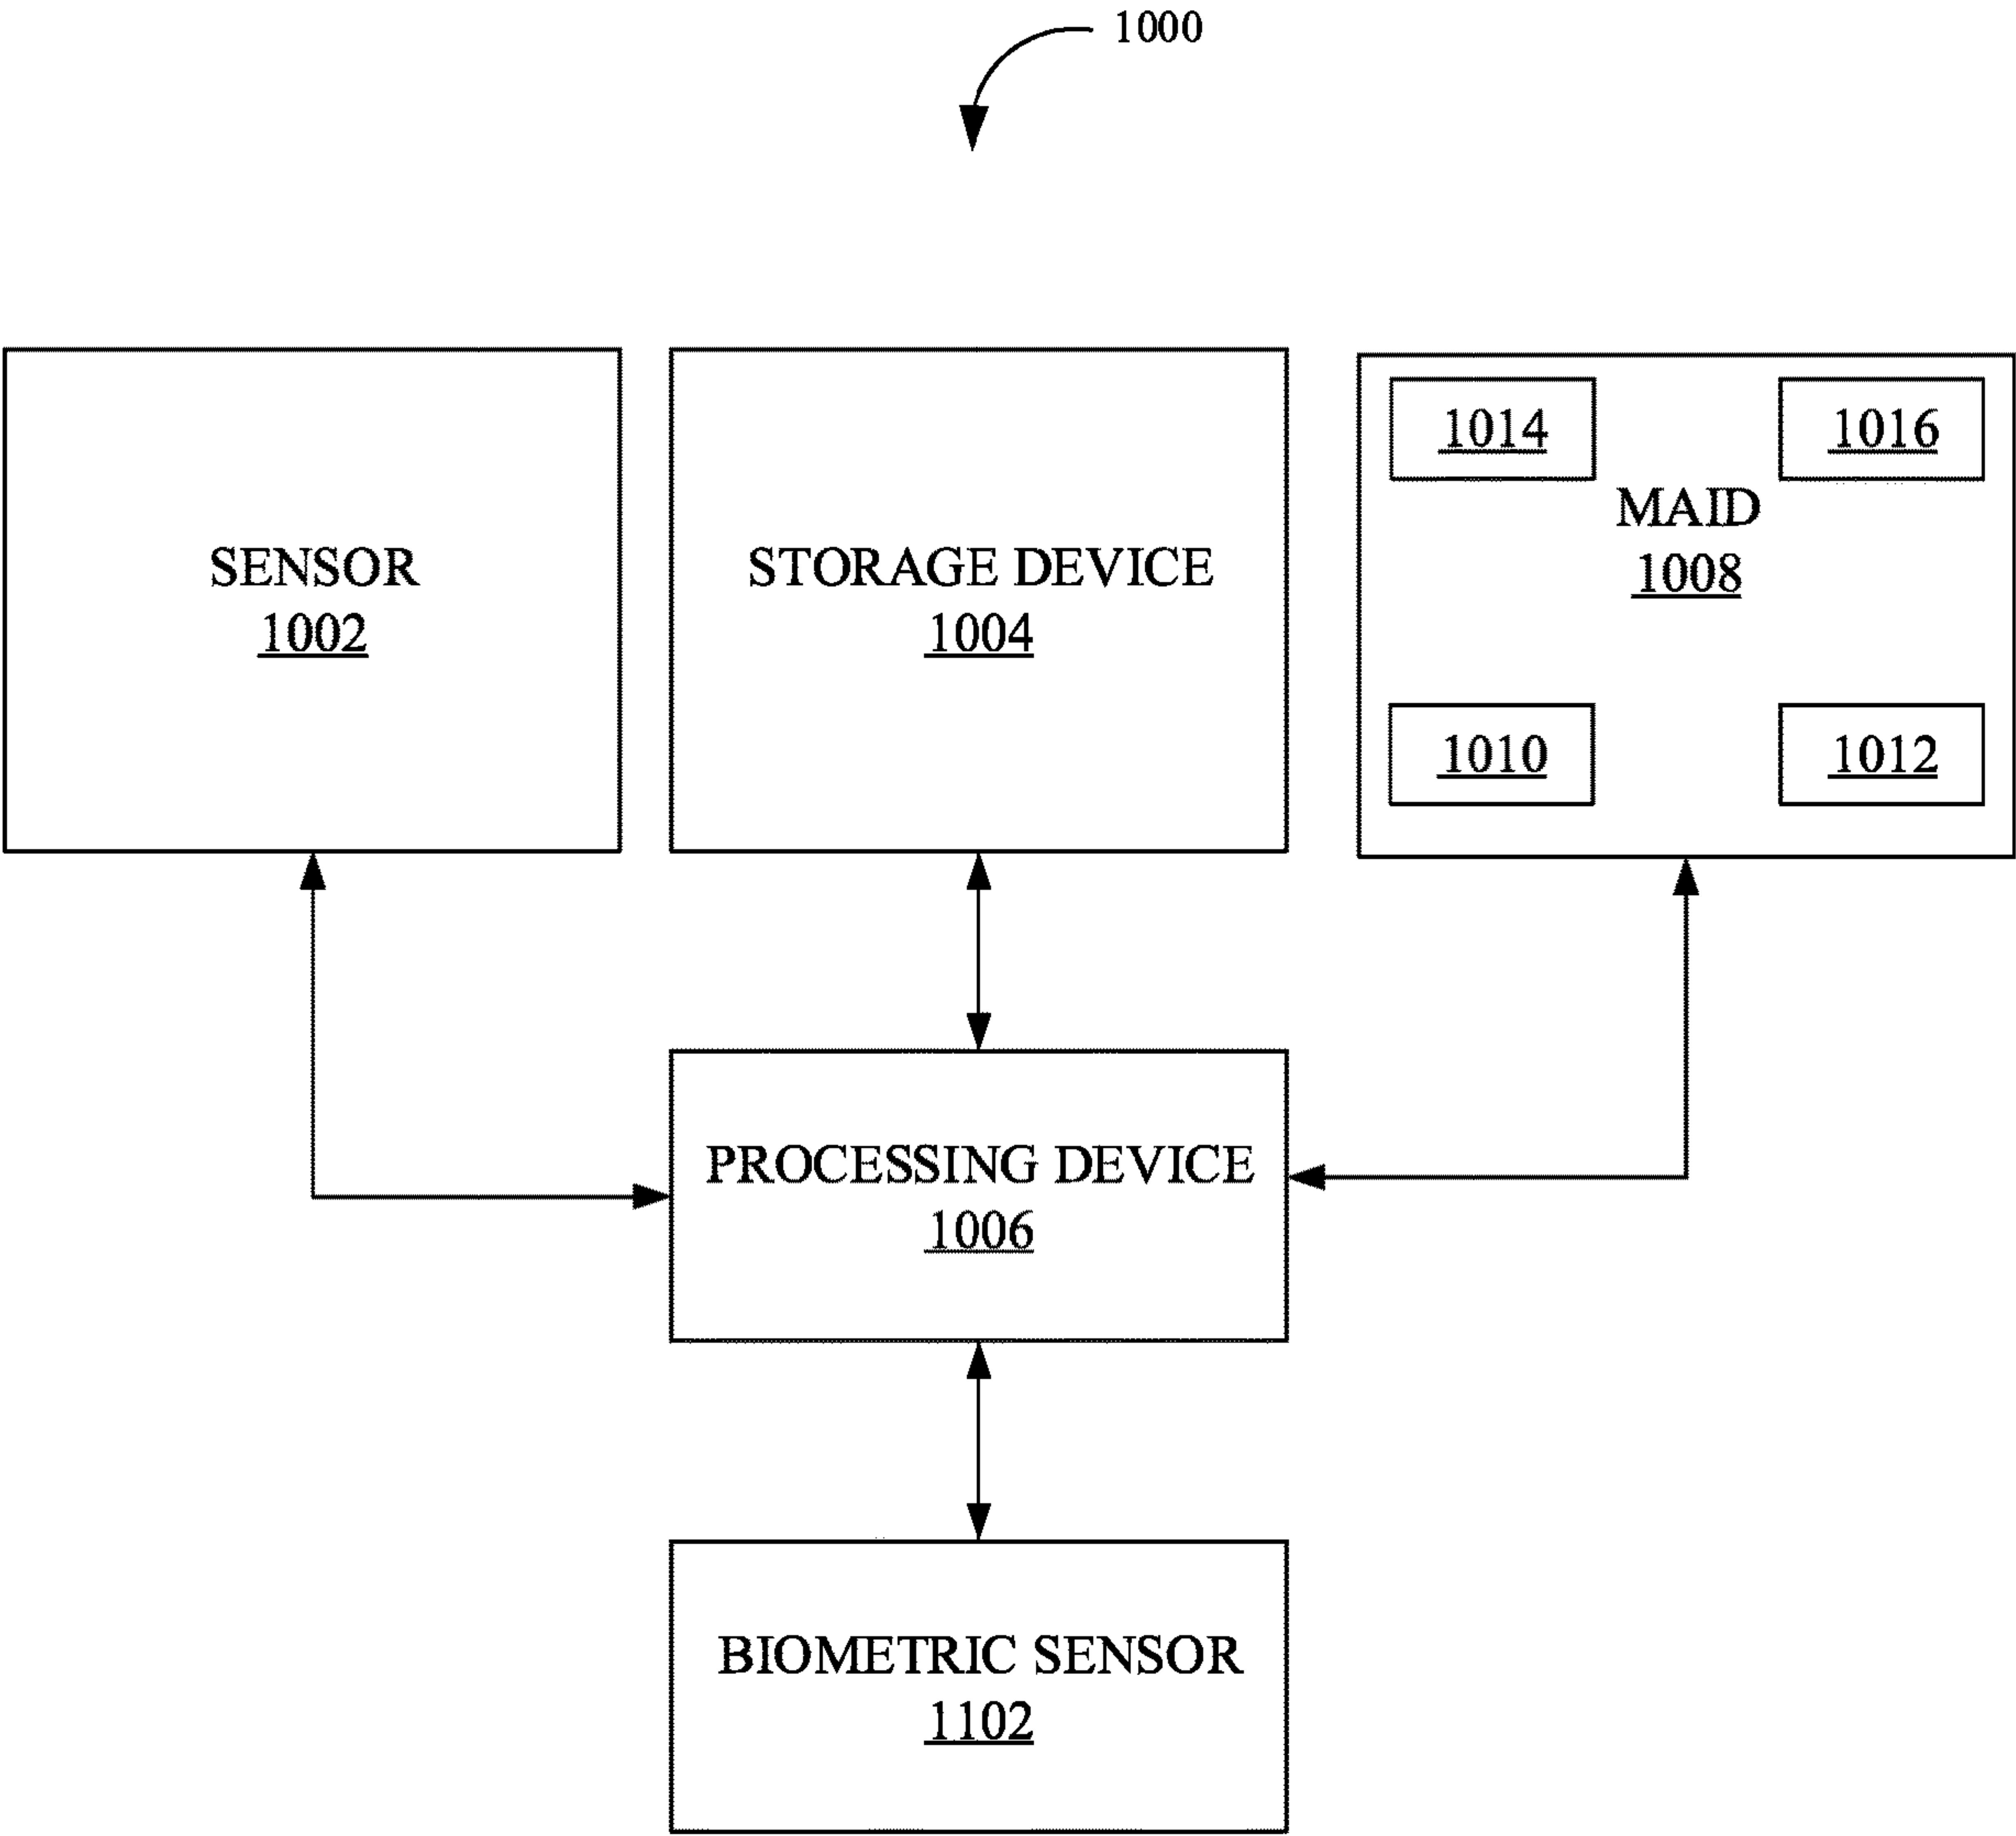 1000
SENSOR
1002
STORAGE DEVICE
1004
1014
1016
MAID
1008
1010
1012
PROCESSING DEVICE
1006
BIOMETRIC SENSOR
1102